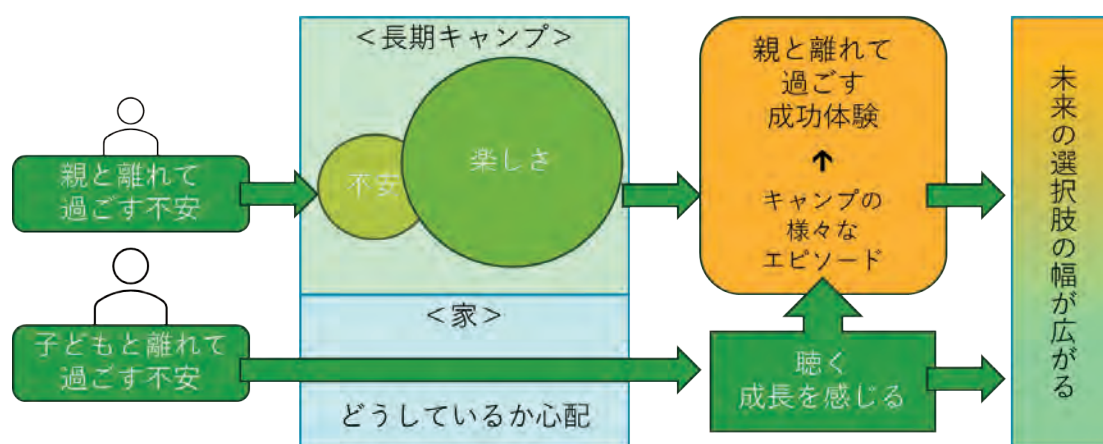 ＜長期キャンプ＞
親と離れて
過ごす不安
不安
楽しさ
親と離れて
過ごす
成功体験
↑
キャンプの
様々な
エピソード
＜家＞
子どもと離れて
過ごす不安
どうしているか心配
聴く
成長を感じる
未来の選択肢の幅が広がる